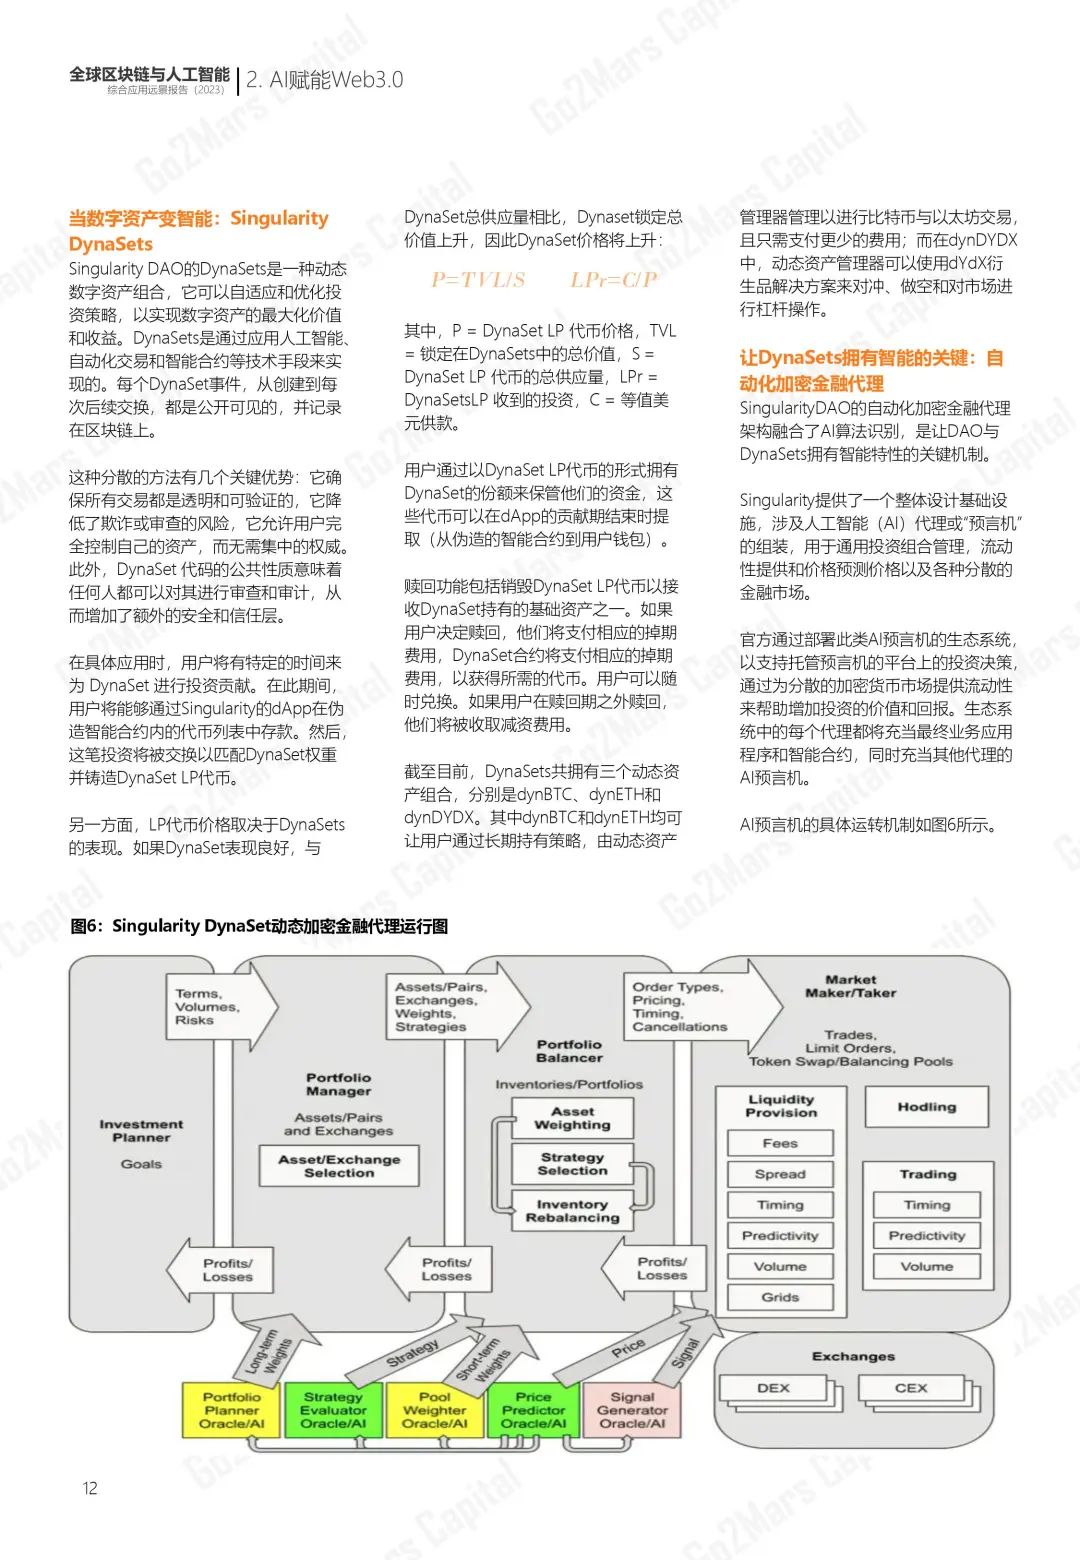 全球区块链与人工智能
综合应用远景报告（2023）
2. AI赋能Web3.0
当数字资产变智能：Singularity
DynaSets
Singularity DAO的DynaSets是一种动态
数字资产组合，它可以自适应和优化投
资策略，以实现数字资产的最大化价值
和收益。DynaSets是通过应用人工智能、
自动化交易和智能合约等技术手段来实
现的。每个DynaSet事件，从创建到每
次后续交换，都是公开可见的，并记录
在区块链上。
这种分散的方法有几个关键优势：它确
保所有交易都是透明和可验证的，它降
低了欺诈或审查的风险，它允许用户完
全控制自己的资产，而无需集中的权威。
此外，DynaSet 代码的公共性质意味着
任何人都可以对其进行审查和审计，从
而增加了额外的安全和信任层。
在具体应用时，用户将有特定的时间来
为 DynaSet 进行投资贡献。在此期间，
用户将能够通过Singularity的dApp在伪
造智能合约内的代币列表中存款。然后，
这笔投资将被交换以匹配DynaSet权重
并铸造DynaSet LP代币。
另一方面，LP代币价格取决于DynaSets
的表现。如果DynaSet表现良好，与
DynaSet总供应量相比，Dynaset锁定总
价值上升，因此DynaSet价格将上升：
P=TVL/S LPr=C/P
其中，P = DynaSet LP 代币价格，TVL
= 锁定在DynaSets中的总价值，S =
DynaSet LP 代币的总供应量，LPr =
DynaSetsLP 收到的投资，C = 等值美
元供款。
用户通过以DynaSet LP代币的形式拥有
DynaSet的份额来保管他们的资金，这
些代币可以在dApp的贡献期结束时提
取（从伪造的智能合约到用户钱包）。
赎回功能包括销毁DynaSet LP代币以接
收DynaSet持有的基础资产之一。如果
用户决定赎回，他们将支付相应的掉期
费用，DynaSet合约将支付相应的掉期
费用，以获得所需的代币。用户可以随
时兑换。如果用户在赎回期之外赎回，
他们将被收取减资费用。
截至目前，DynaSets共拥有三个动态资
产组合，分别是dynBTC、dynETH和
dynDYDX。其中dynBTC和dynETH均可
让用户通过长期持有策略，由动态资产
管理器管理以进行比特币与以太坊交易，
且只需支付更少的费用；而在dynDYDX
中，动态资产管理器可以使用dYdX衍
生品解决方案来对冲、做空和对市场进
行杠杆操作。
让DynaSets拥有智能的关键：自
动化加密金融代理
SingularityDAO的自动化加密金融代理
架构融合了AI算法识别，是让DAO与
DynaSets拥有智能特性的关键机制。
Singularity提供了一个整体设计基础设
施，涉及人工智能（AI）代理或“预言机”
的组装，用于通用投资组合管理，流动
性提供和价格预测价格以及各种分散的
金融市场。
官方通过部署此类AI预言机的生态系统，
以支持托管预言机的平台上的投资决策，
通过为分散的加密货币市场提供流动性
来帮助增加投资的价值和回报。生态系
统中的每个代理都将充当最终业务应用
程序和智能合约，同时充当其他代理的
AI预言机。
AI预言机的具体运转机制如图6所示。
图6：Singularity DynaSet动态加密金融代理运行图
Terms,
Volumes,
Risks
Assets/Pairs,
Exchanges,
Weights,
Strategies
Order Types,
Pricing,
Timing,
Cancellations
Market
Maker/Taker
Trades,
Limit Orders,
Token Swap/Balancing Pools
Investment
Planner
Goals
Portfolio
Manager
Assets/Pairs
and Exchanges
Asset/Exchange
Selection
Portfolio
Balancer
Inventories/Portfolios
Asset
Weighting
Strategy
Selection
Inventory
Rebalancing
Liquidity
Provision
Fees
Spread
Timing
Predictivity
Volume
Grids
Hodling
Trading
Timing
Predictivity
Volume
Profits/
Losses
Profits/
Losses
Profits/
Losses
Long-term
Weights
Strategy
Short-term
Weights
Price
Signal
Portfolio
Planner
Oracle/AI
Strategy
Evaluator
Oracle/AI
Pool
Weighter
Oracle/AI
Price
Predictor
Oracle/AI
Signal
Generator
Oracle/AI
Exchanges
DEX
CEX
12
Go2Mars Capital